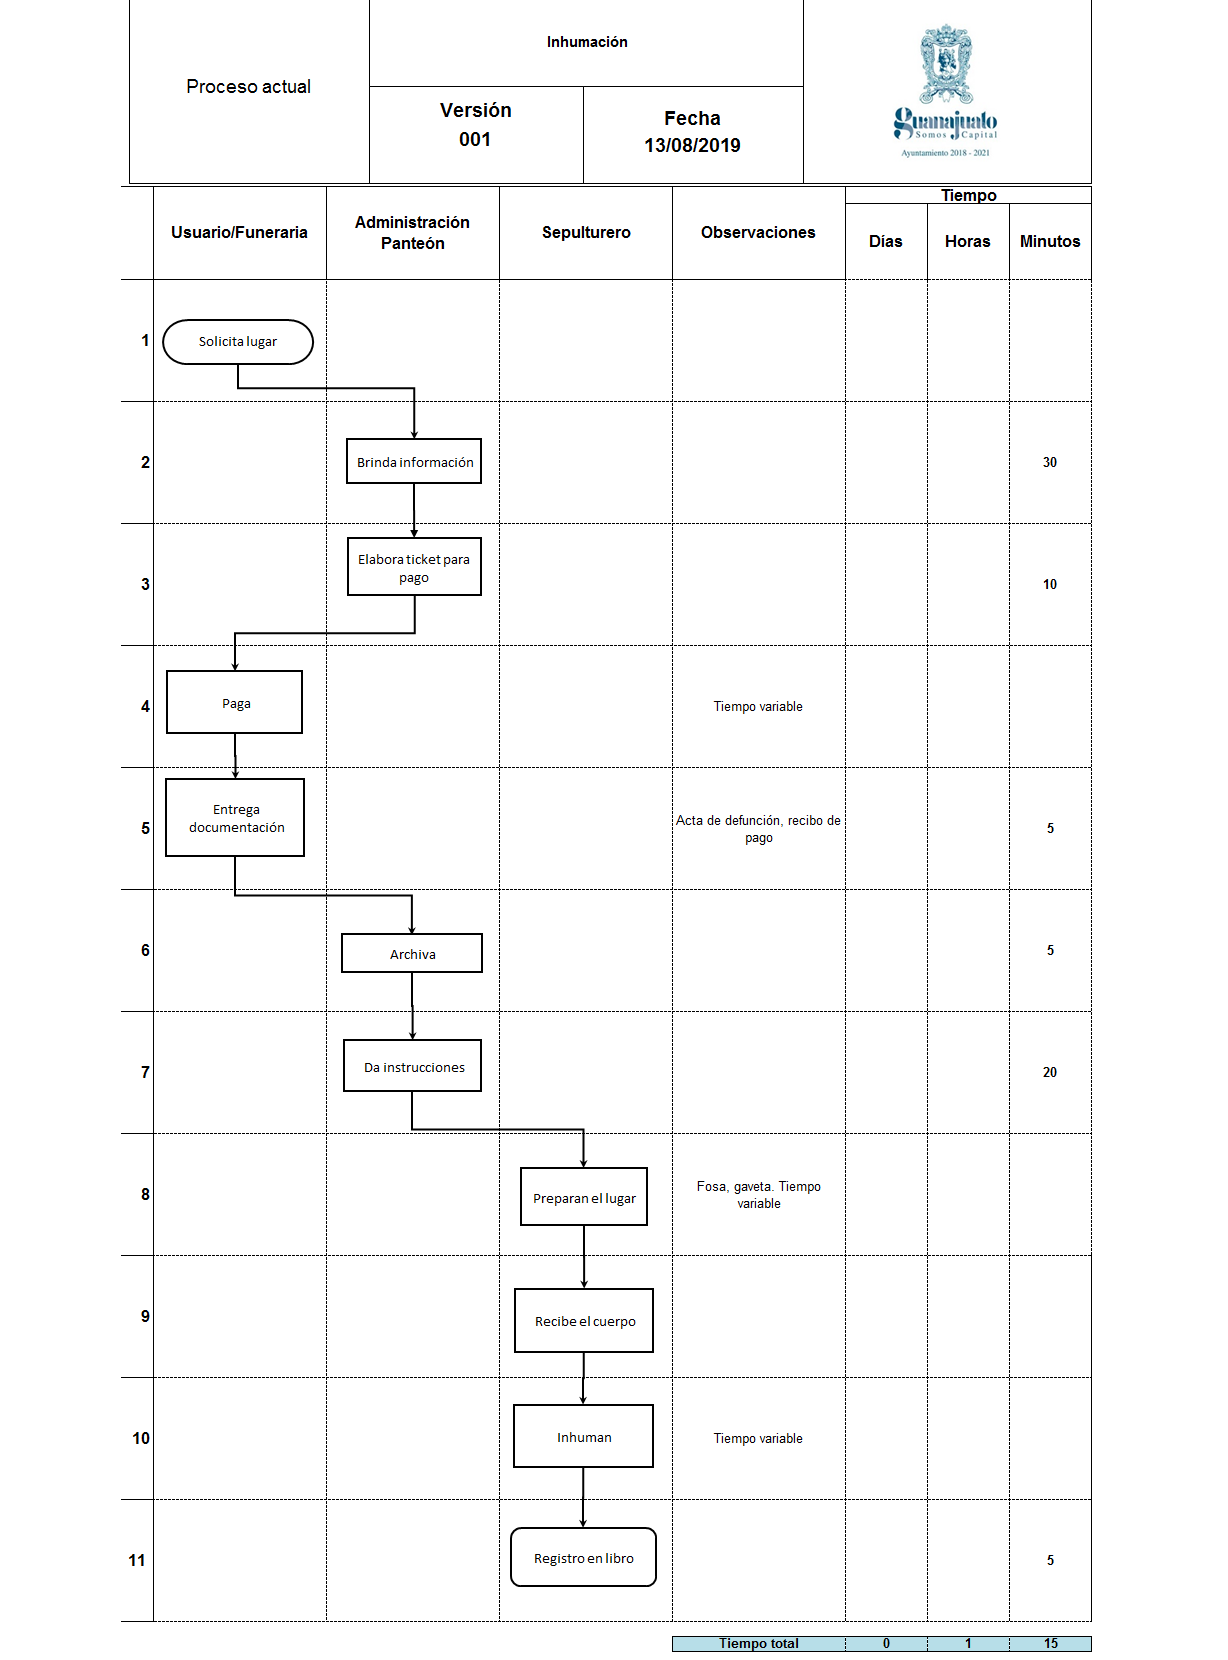 Proceso actual
Inhumación
Versión
001
Fecha
13/08/2019
guanajuato
Somos Capital
Ayuntamiento 2018 - 2021
Usuario/Funeraria
Administración
Panteón
Sepulturero
Observaciones
Tiempo
Días
Horas
Minutos
1
Solicita lugar
2
Brinda información
30
3
Elabora ticket para
pago
10
4
Paga
Tiempo variable
5
Entrega
documentación
Acta de defunción, recibo de
pago
5
6
Archiva
5
7
Da instrucciones
20
8
Preparan el lugar
Fosa, gaveta. Tiempo
variable
9
Recibe el cuerpo
10
Inhuman
Tiempo variable
11
Registro en libro
5
Tiempo total
0
1
15